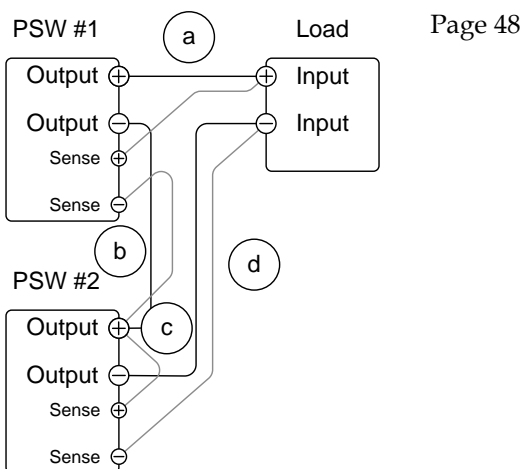 PSW #1
a
Load
Page 48
Output +
+ Input
Output −
− Input
Sense +
Sense −
b
d
PSW #2
Output +
c
Output −
Sense +
Sense −